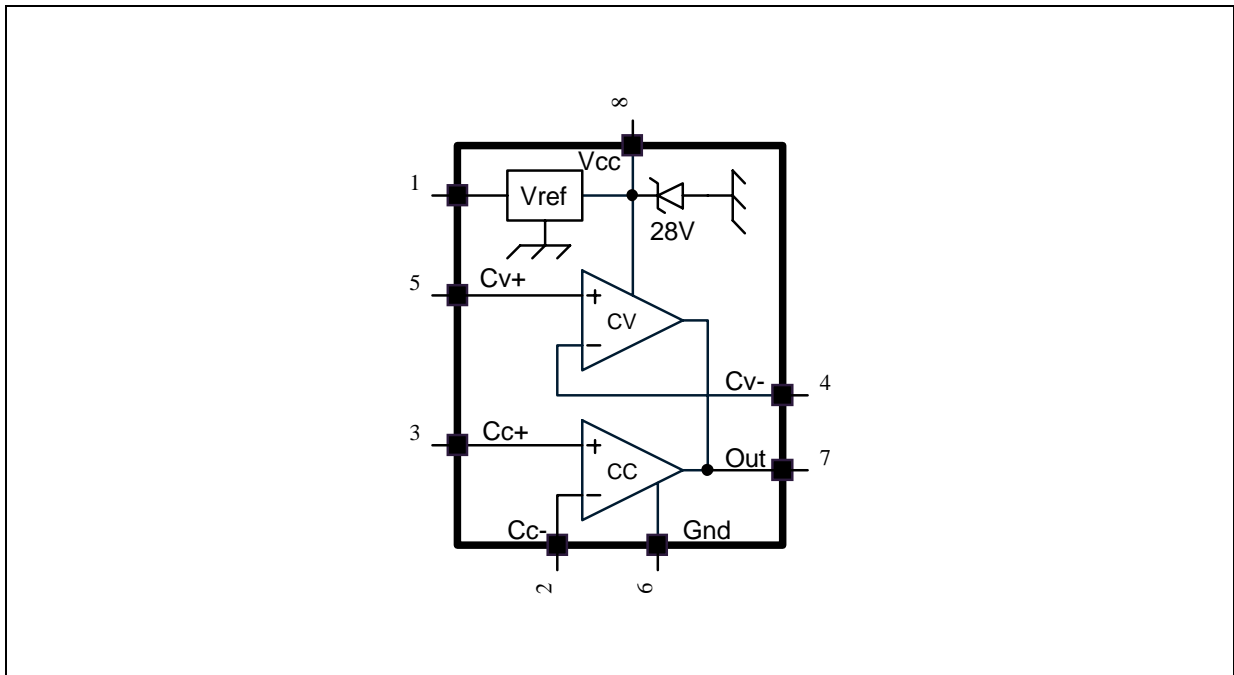 8
Vcc
1
Vref
28V
5
Cv+
+
CV
−
Cv-
4
3
Cc+
+
CC
−
Out
7
Cc-
Gnd
2
6